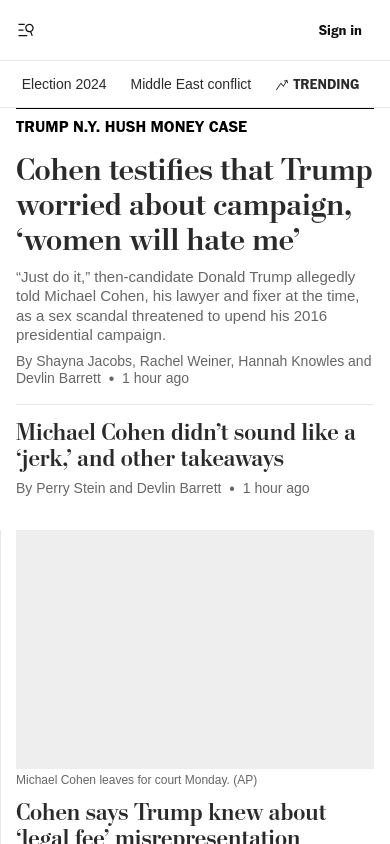 Sign in
Election 2024 Middle East conflict TRENDING
TRUMP N.Y. HUSH MONEY CASE
Cohen testifies that Trump
worried about campaign,
‘women will hate me’
“Just do it,” then-candidate Donald Trump allegedly
told Michael Cohen, his lawyer and fixer at the time,
as a sex scandal threatened to upend his 2016
presidential campaign.
By Shayna Jacobs, Rachel Weiner, Hannah Knowles and
Devlin Barrett • 1 hour ago
Michael Cohen didn’t sound like a
‘jerk,’ and other takeaways
By Perry Stein and Devlin Barrett • 1 hour ago
Michael Cohen leaves for court Monday. (AP)
Cohen says Trump knew about
‘legal fee’ misrepresentation